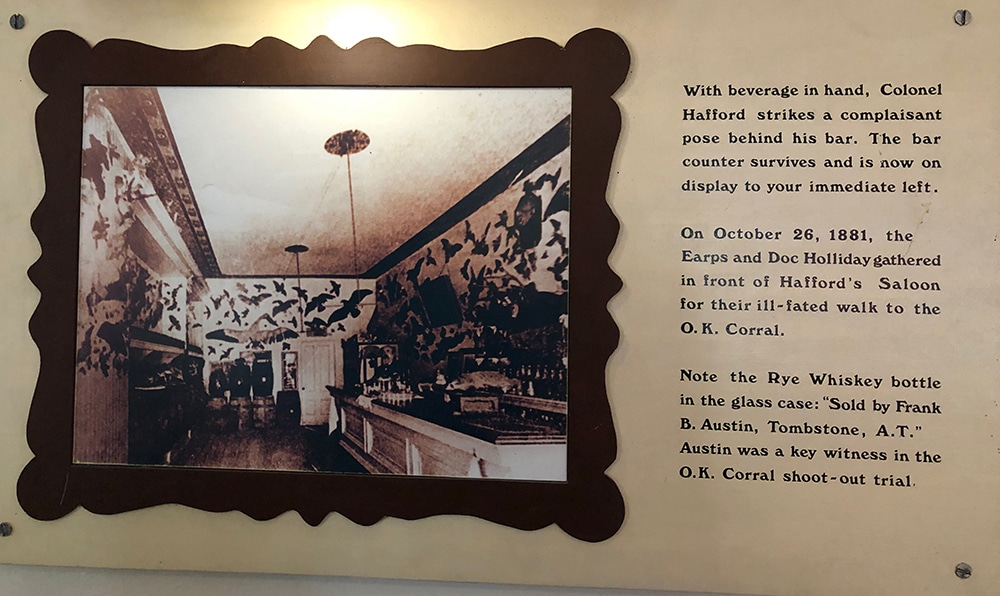 With beverage in hand, Colonel
Hafford strikes a complaisant
pose behind his bar. The bar
counter survives and is now on
display to your immediate left.
On October 26, 1881, the
Earps and Doc Holliday gathered
in front of Hafford's Saloon
for their ill-fated walk to the
O.K. Corral.
Note the Rye Whiskey bottle
in the glass case: "Sold by Frank
B. Austin, Tombstone, A.T."
Austin was a key witness in the
O.K. Corral shoot-out trial.